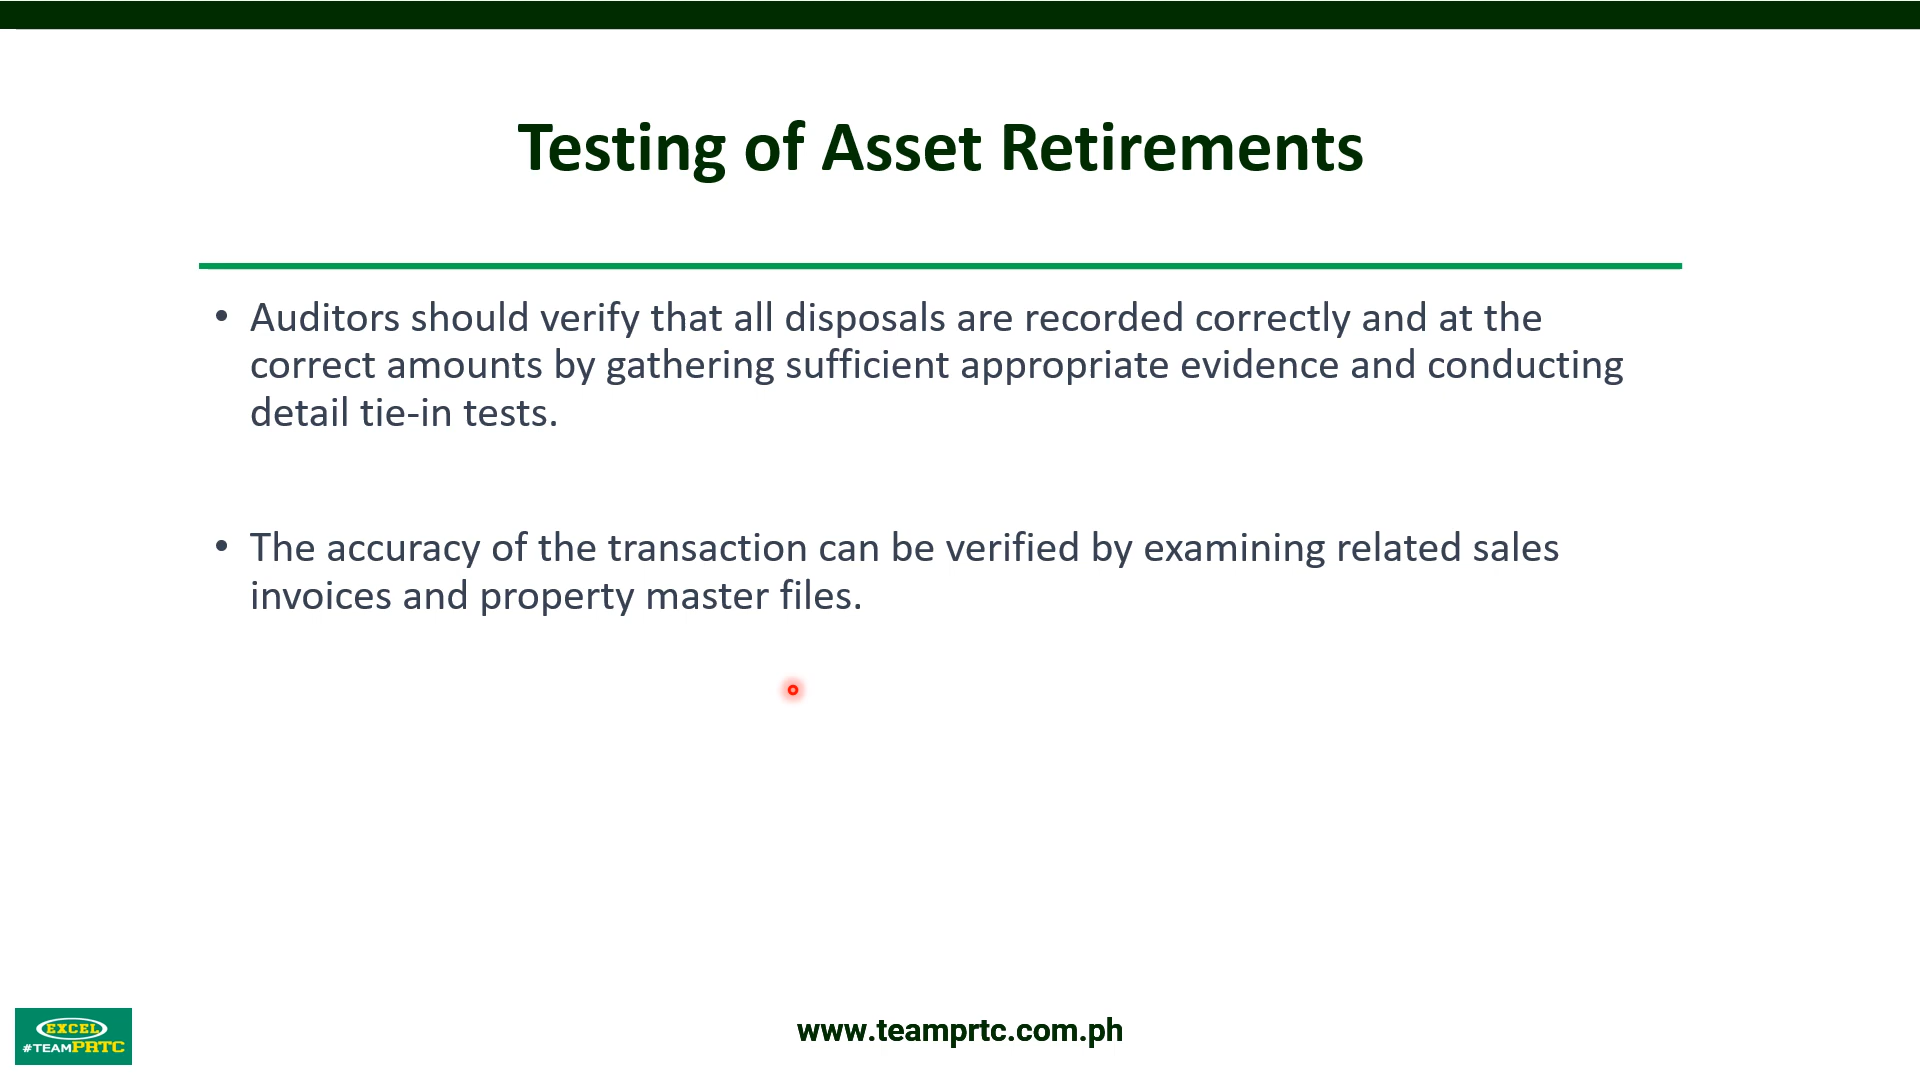 Testing of Asset Retirements
• Auditors should verify that all disposals are recorded correctly and at the
correct amounts by gathering sufficient appropriate evidence and conducting
detail tie-in tests.
• The accuracy of the transaction can be verified by examining related sales
invoices and property master files.
EXCEL
#TEAMPRTC
www.teamprtc.com.ph